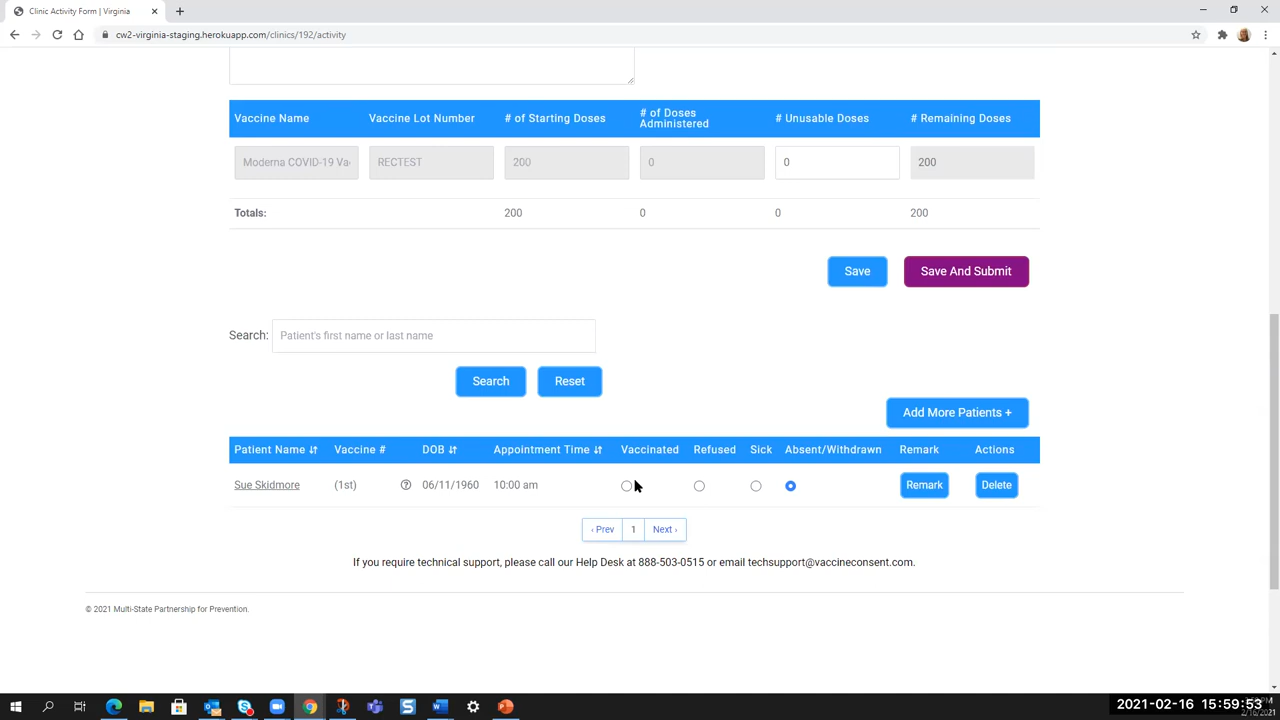 Clinic Activity Form | Virginia
cw2-virginia-staging.herokuapp.com/clinics/192/activity
Vaccine Name Vaccine Lot Number # of Starting Doses # of Doses Administered # Unusable Doses # Remaining Doses
Moderna COVID-19 Va RECTEST 200 0 0 200
Totals: 200 0 0 200
Save Save And Submit
Search: Patient's first name or last name
Search Reset
Add More Patients +
Patient Name Vaccine # DOB Appointment Time Vaccinated Refused Sick Absent/Withdrawn Remark Actions
Sue Skidmore (1st) 06/11/1960 10:00 am Remark Delete
‹ Prev 1 Next ›
If you require technical support, please call our Help Desk at 888-503-0515 or email techsupport@vaccineconsent.com.
© 2021 Multi-State Partnership for Prevention.
2021-02-16 15:59:53